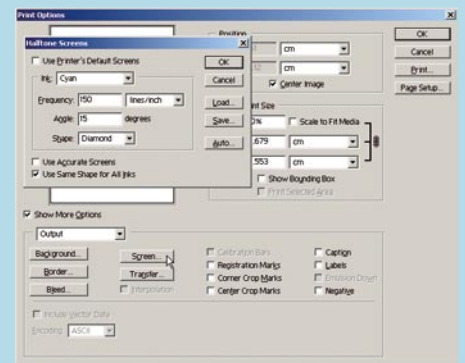 Print Options
Position
OK
cm
Cancel
cm
Print...
Center Image
Page Setup...
Halftone Screens
Use Printer's Default Screens
OK
Ink: Cyan
Cancel
Frequency: 150 lines/inch
Load...
Angle: 15 degrees
Save...
Shape: Diamond
Auto...
Use Accurate Screens
Use Same Shape for All Inks
Scale to Fit Media
.679 cm
.553 cm
Show Bounding Box
Print Selected Area
Show More Options
Output
Background... Screen... Calibration Bars Caption
Border... Transfer... Registration Marks Labels
Bleed... Interpolation Corner Crop Marks Emulsion Down
Center Crop Marks Negative
Include Vector Data
Encoding: ASCII